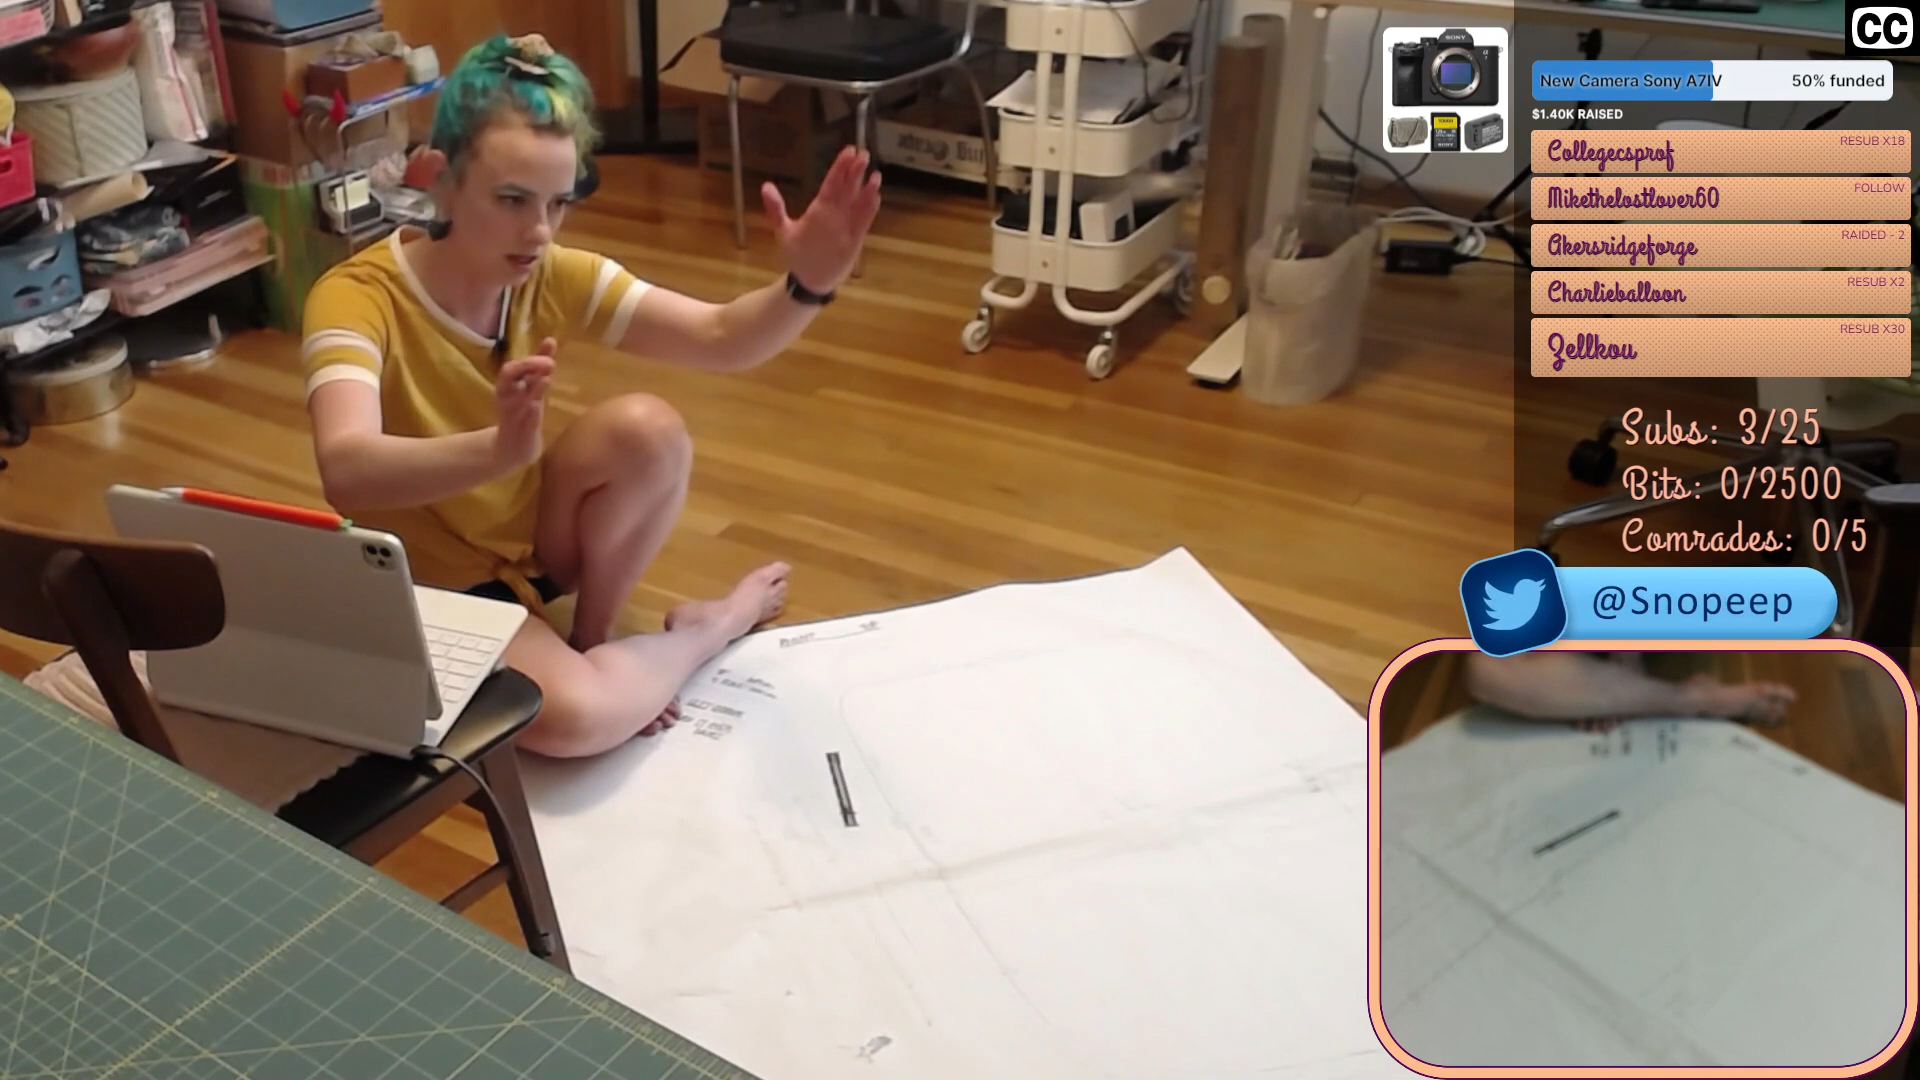 CC
SONY
New Camera Sony A7IV 50% funded
$1.40K RAISED
Collegecsprof RESUB X18
Mikethelostlover60 FOLLOW
Akersridgeforge RAIDED - 2
Charlieballoon RESUB X2
Zellkou RESUB X30
Subs: 3/25
Bits: 0/2500
Comrades: 0/5
@Snopeep